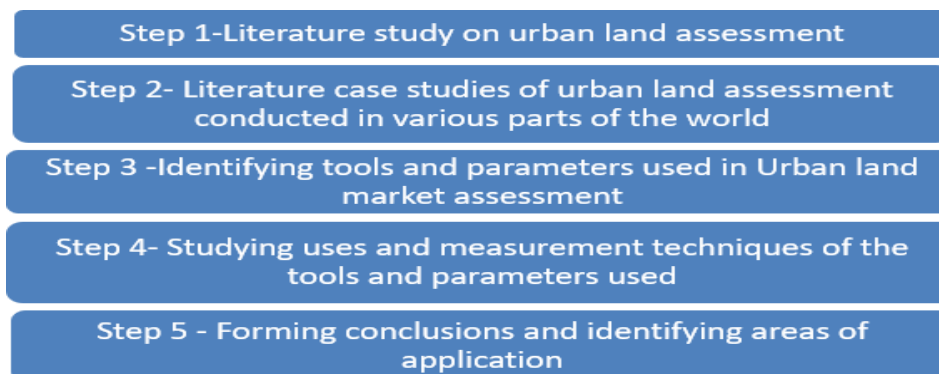 Step 1-Literature study on urban land assessment
Step 2- Literature case studies of urban land assessment
conducted in various parts of the world
Step 3 -Identifying tools and parameters used in Urban land
market assessment
Step 4- Studying uses and measurement techniques of the
tools and parameters used
Step 5 - Forming conclusions and identifying areas of
application